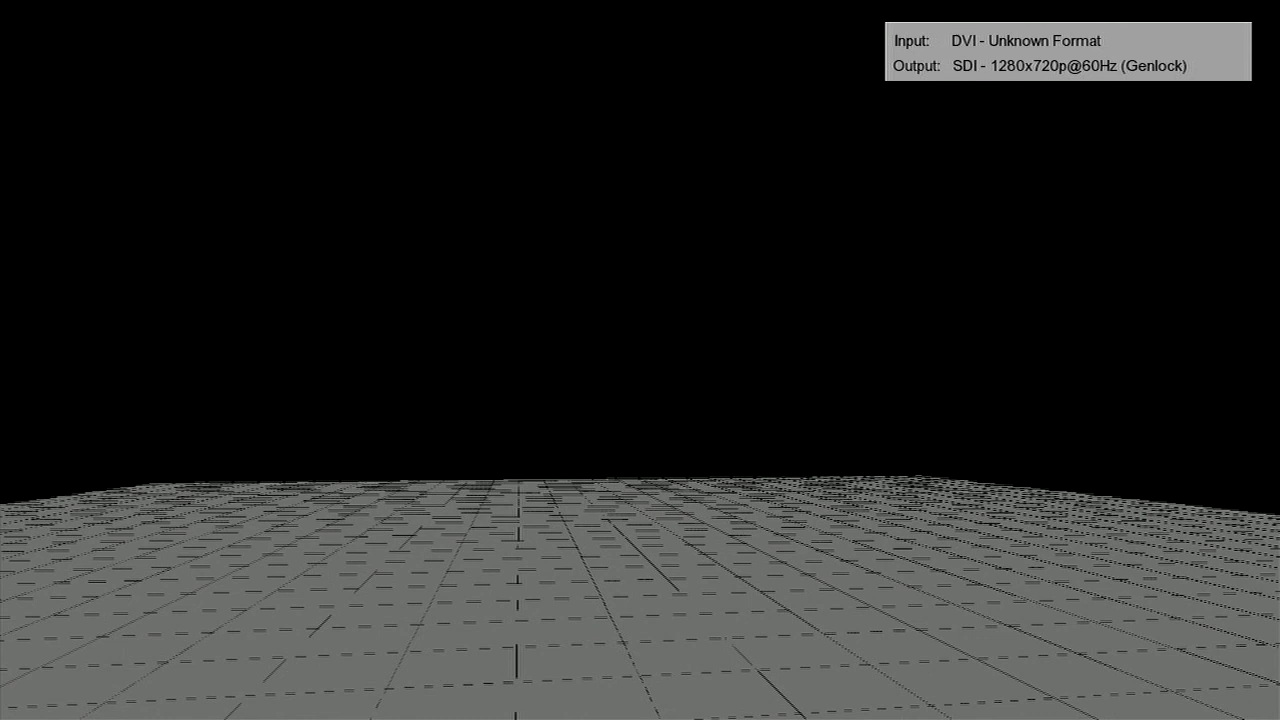 Input: DVI - Unknown Format
Output: SDI - 1280x720p@60Hz (Genlock)